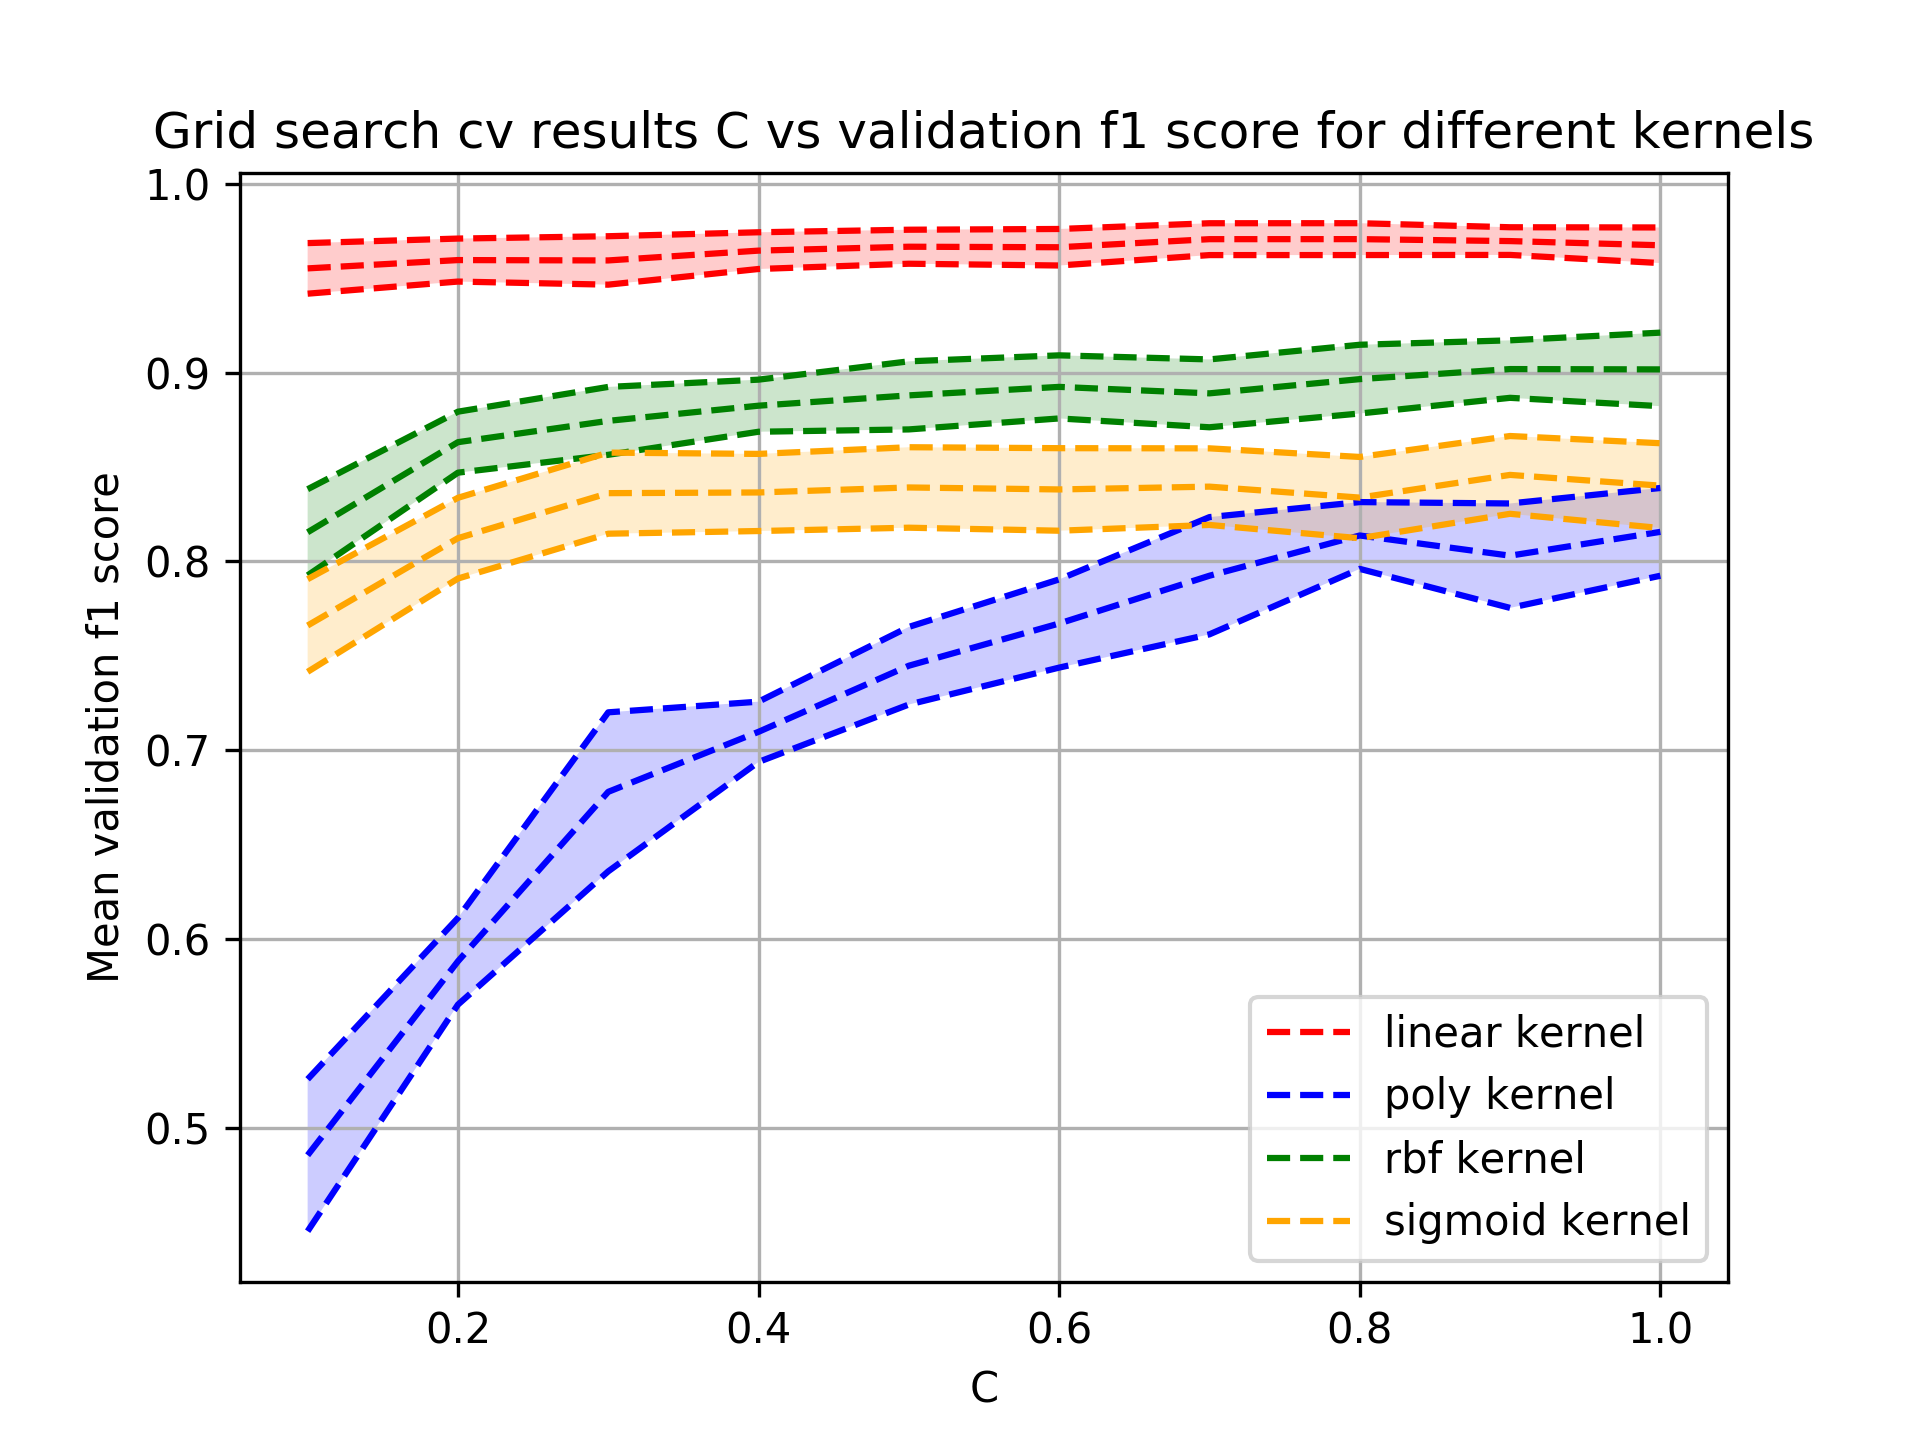 Grid search cv results C vs validation f1 score for different kernels
1.0
0.9
0.8
0.7
0.6
0.5
Mean validation f1 score
0.2
0.4
0.6
0.8
1.0
C
linear kernel
poly kernel
rbf kernel
sigmoid kernel